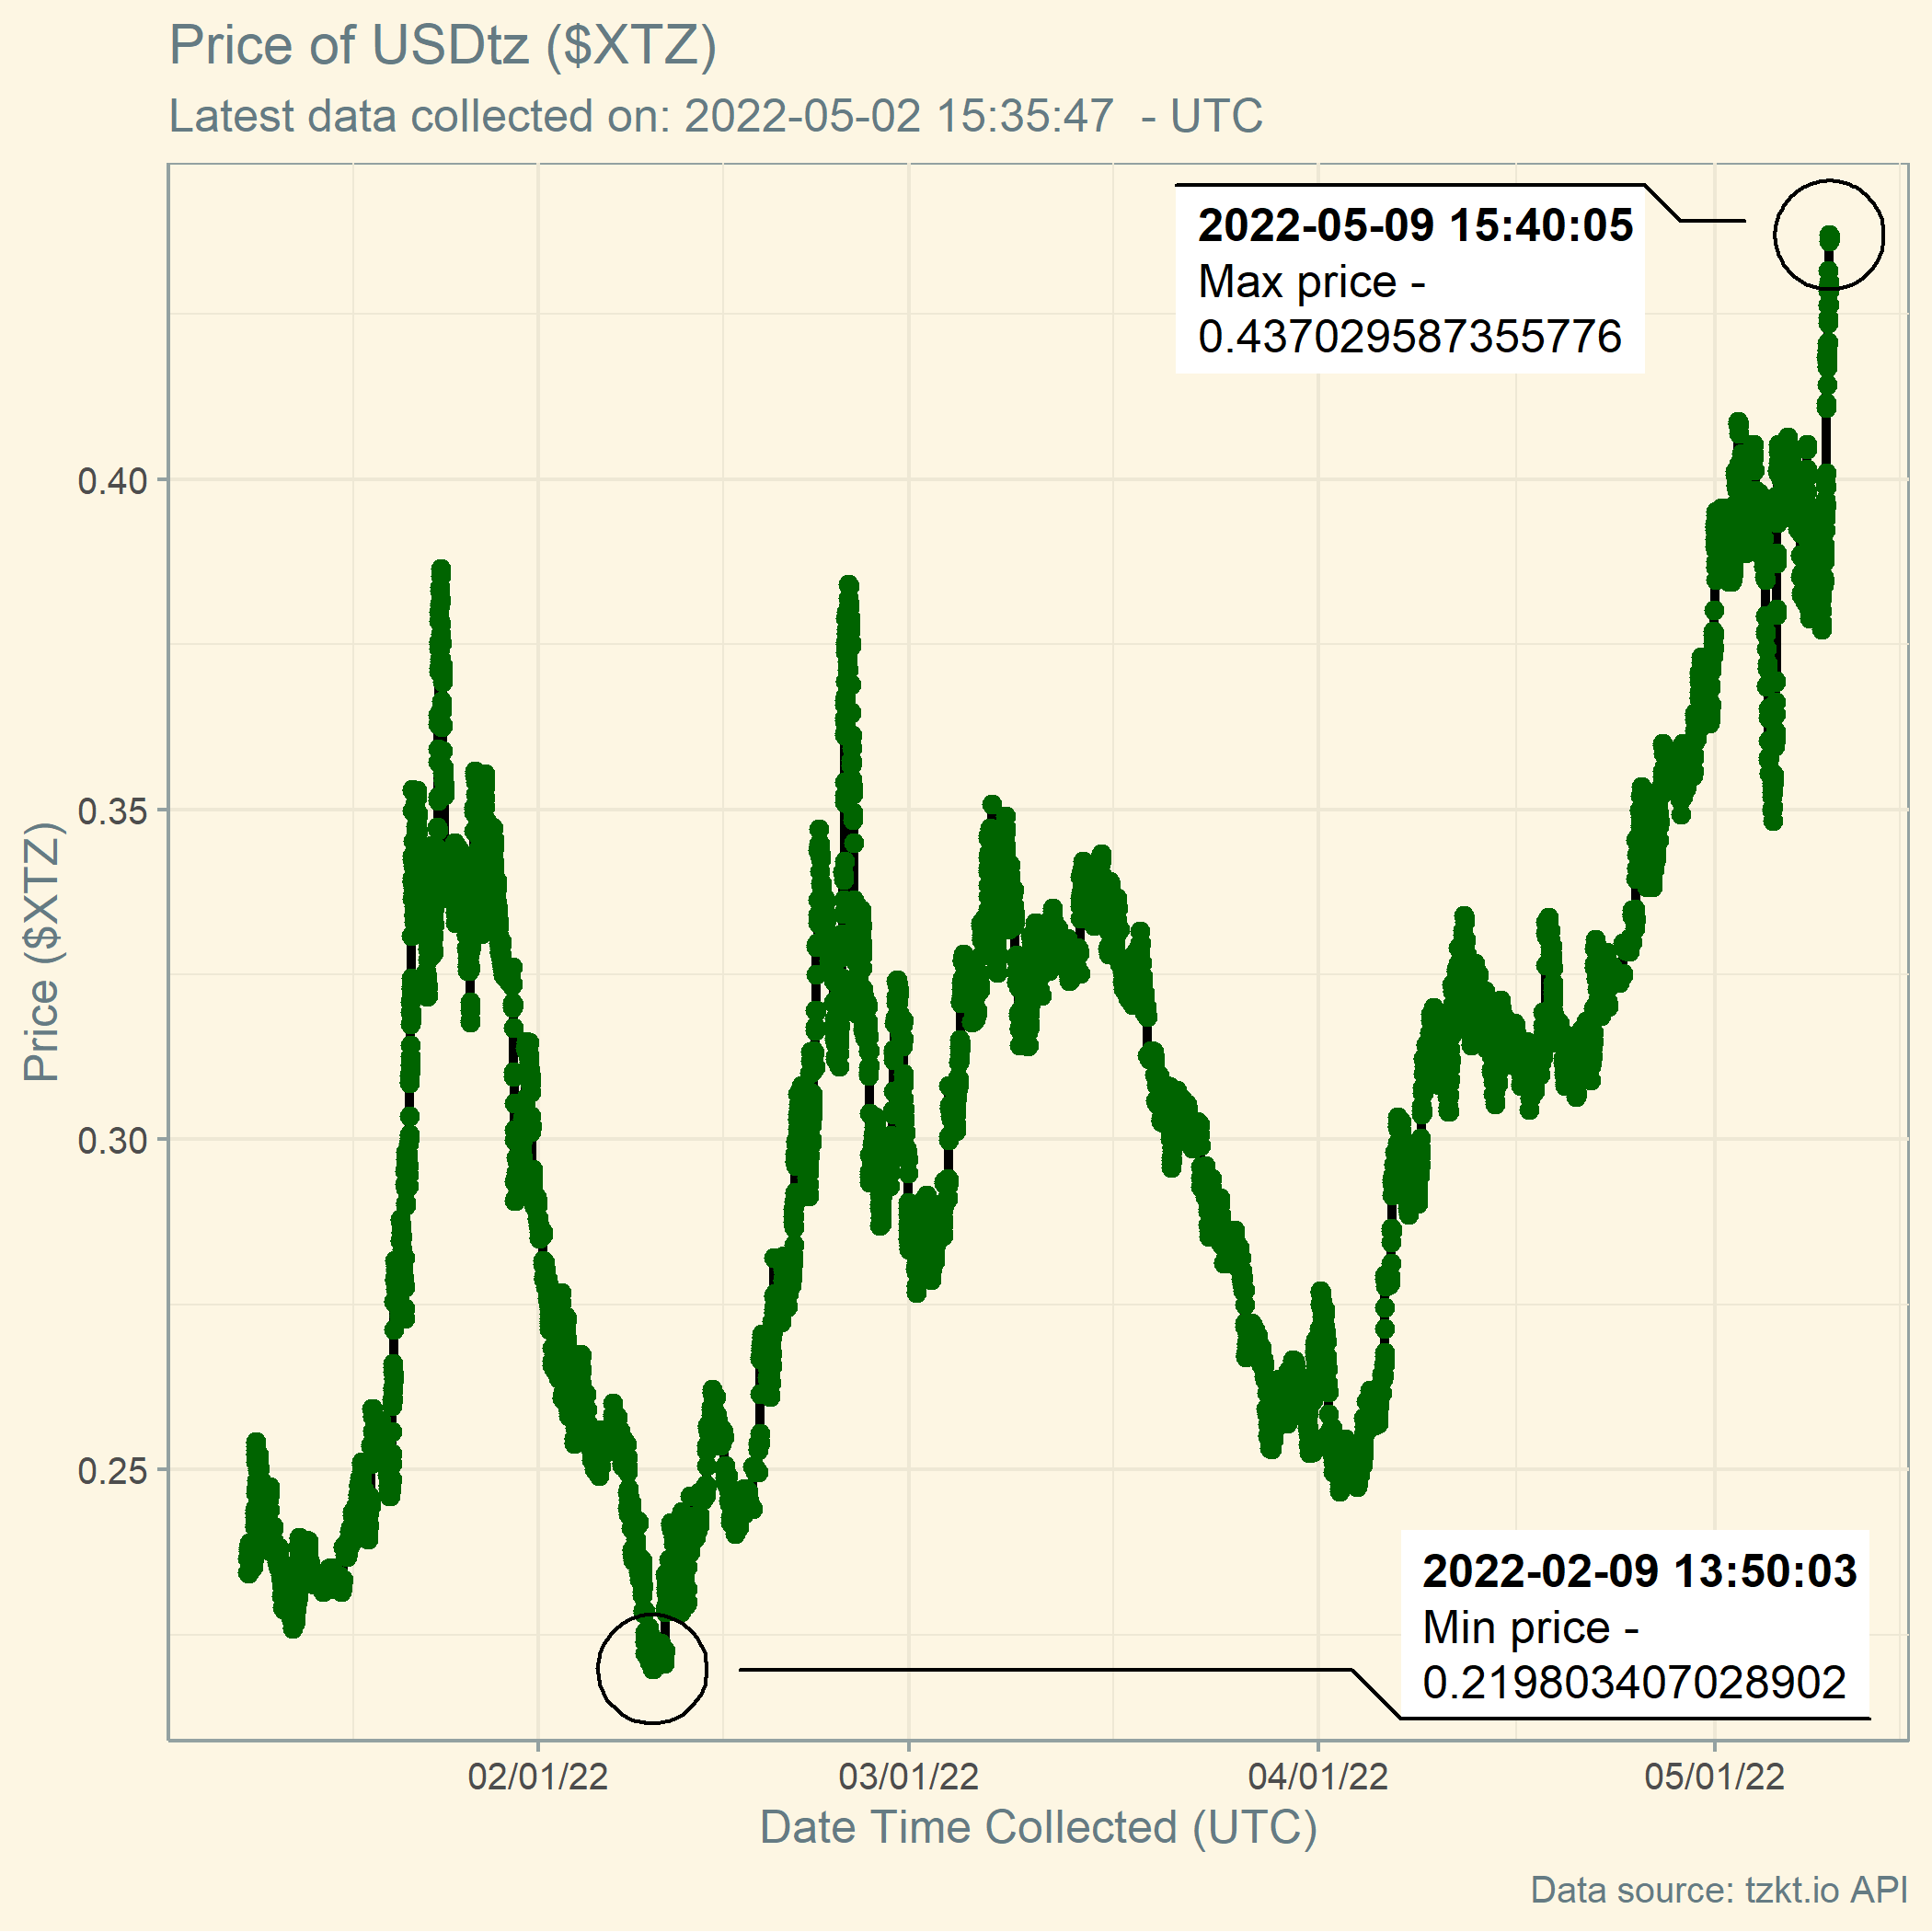 Price of USDtz ($XTZ)
Latest data collected on: 2022-05-02 15:35:47  - UTC
2022-05-09 15:40:05
Max price -
0.437029587355776
0.40
0.35
0.30
0.25
Price ($XTZ)
2022-02-09 13:50:03
Min price -
0.219803407028902
02/01/22
03/01/22
04/01/22
05/01/22
Date Time Collected (UTC)
Data source: tzkt.io API